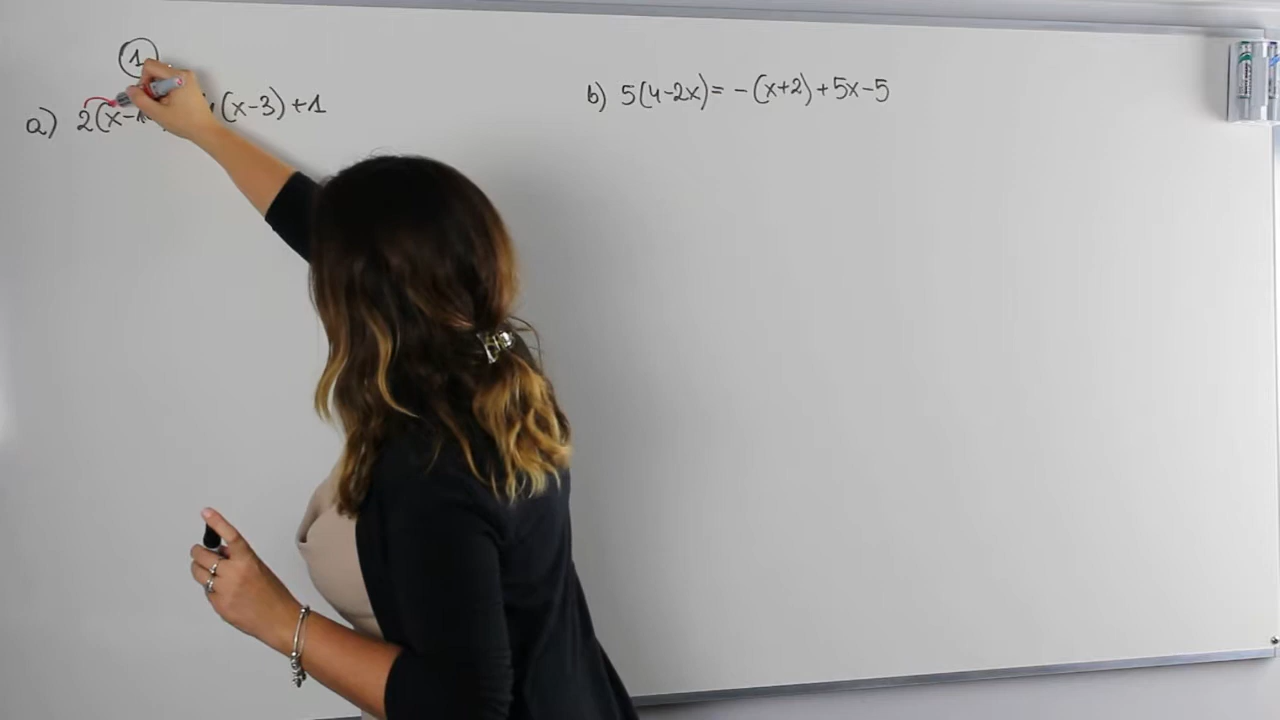 1
a) 2(x-1 (x-3)+1
b) 5(4-2x)= -(x+2)+5x-5